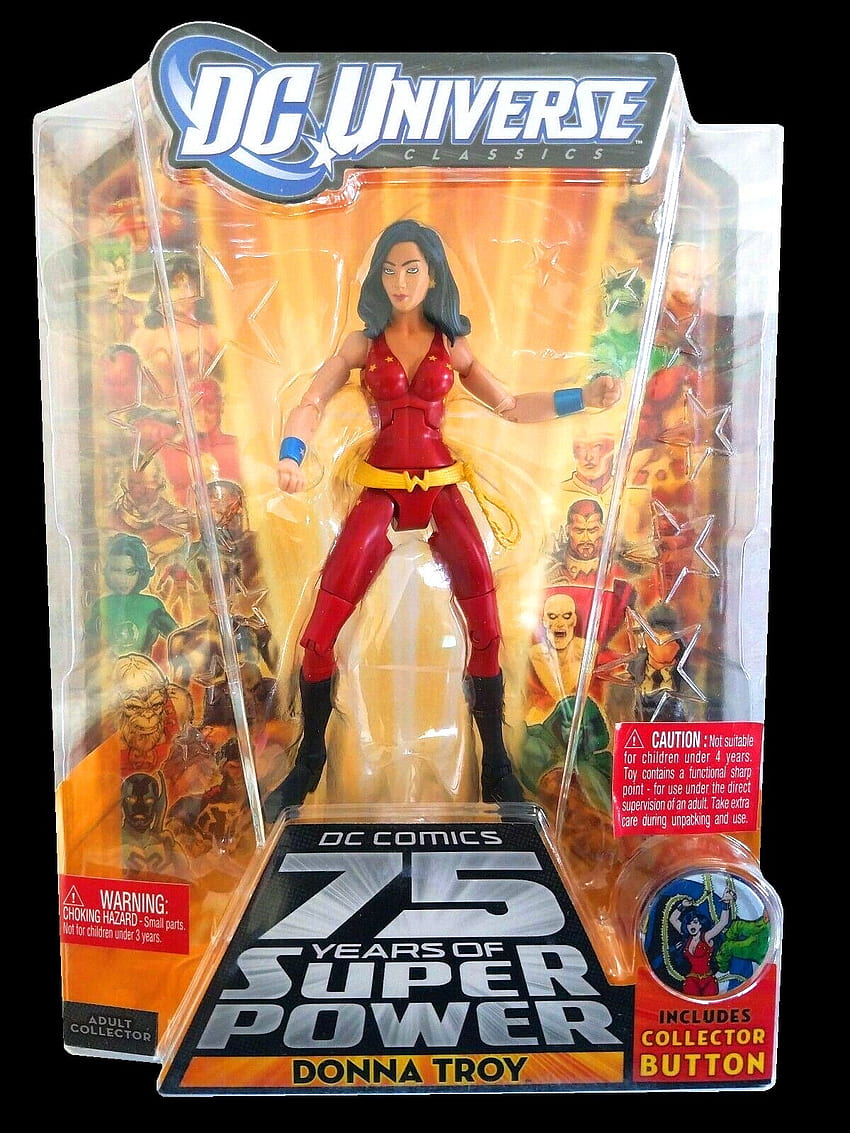 DC UNIVERSE™
CLASSICS
CAUTION : Not suitable
for children under 4 years.
Toy contains a functional sharp
point - for use under the direct
supervision of an adult. Take extra
care during unpacking and use.
DC COMICS
75
YEARS OF
SUPER
POWER
DONNA TROY
WARNING:
CHOKING HAZARD - Small parts.
Not for children under 3 years.
ADULT
COLLECTOR
INCLUDES
COLLECTOR
BUTTON